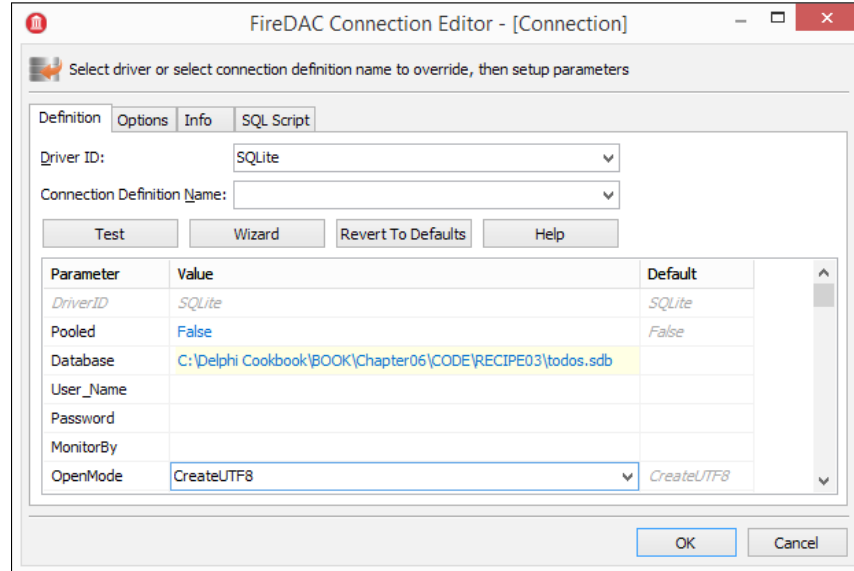 FireDAC Connection Editor - [Connection]
Select driver or select connection definition name to override, then setup parameters
Definition Options Info SQL Script
Driver ID: SQLite
Connection Definition Name:
Test Wizard Revert To Defaults Help
Parameter Value Default
DriverID SQLite SQLite
Pooled False False
Database C:\Delphi Cookbook\BOOK\Chapter06\CODE\RECIPE03\todos.sdb
User_Name
Password
MonitorBy
OpenMode CreateUTF8 CreateUTF8
OK Cancel